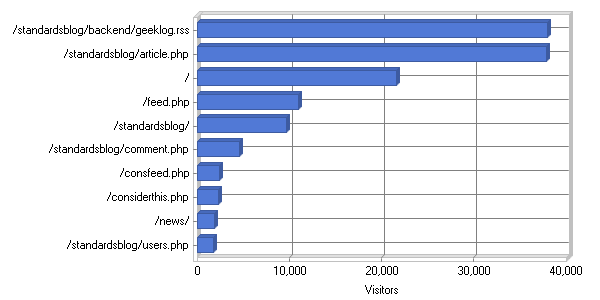 /standardsblog/backend/geeklog.rss
/standardsblog/article.php
/
/feed.php
/standardsblog/
/standardsblog/comment.php
/consfeed.php
/considerthis.php
/news/
/standardsblog/users.php
0 10,000 20,000 30,000 40,000
Visitors